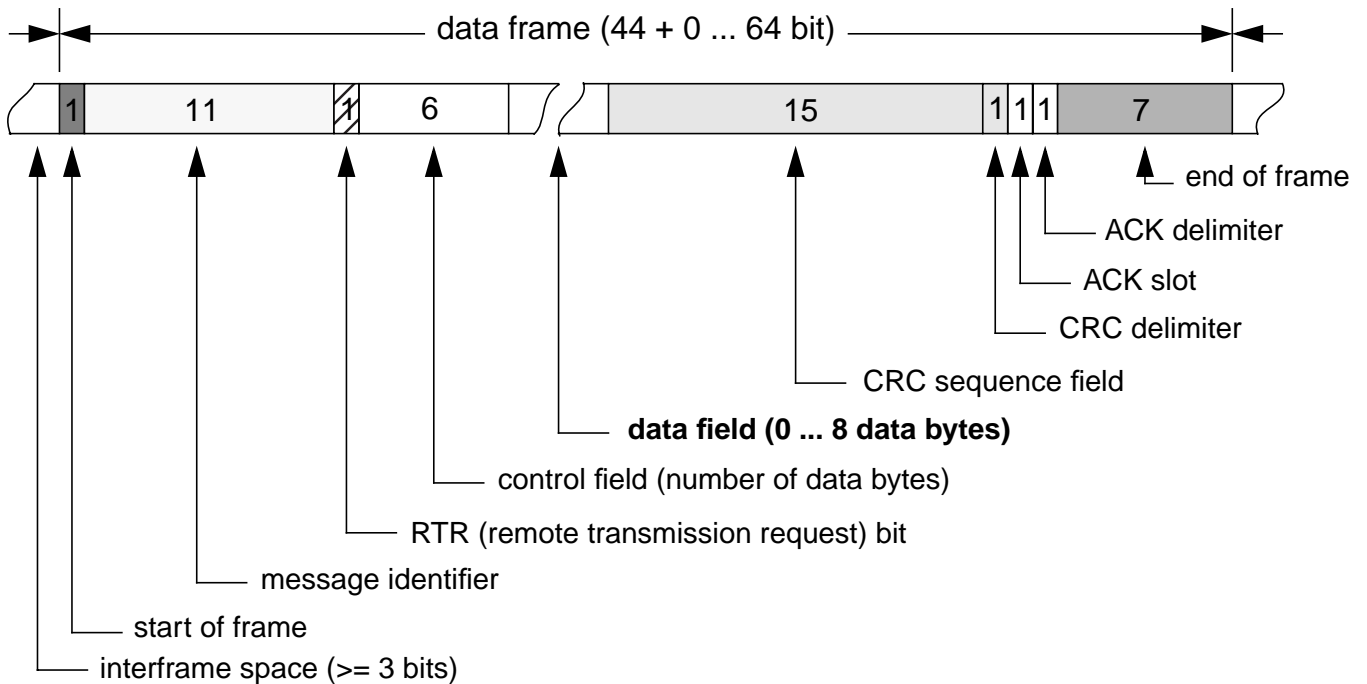 data frame (44 + 0 ... 64 bit)
1 11 1 6 15 1 1 1 7
end of frame
ACK delimiter
ACK slot
CRC delimiter
CRC sequence field
data field (0 ... 8 data bytes)
control field (number of data bytes)
RTR (remote transmission request) bit
message identifier
start of frame
interframe space (>= 3 bits)